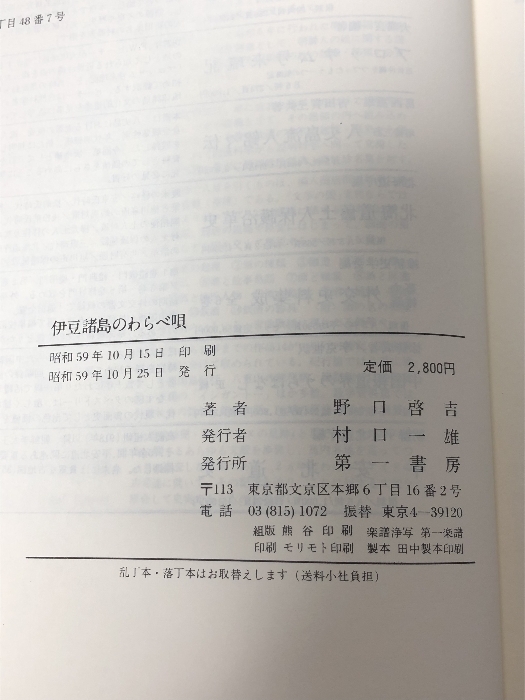 丁目48番7号
伊豆諸島のわらべ唄
昭和59年10月15日 印 刷
昭和59年10月25日 発 行
定価 2,800円
著 者 野 口 啓 吉
発行者 村 口 一 雄
発行所 第 一 書 房
〒113 東京都文京区本郷6丁目16番2号
電 話 03(815)1072 振替 東京4―39120
組版 熊 谷 印 刷 楽譜浄写 第一楽譜
印刷 モリモト印刷 製本 田中製本印刷
乱丁本・落丁本はお取替えします(送料小社負担)